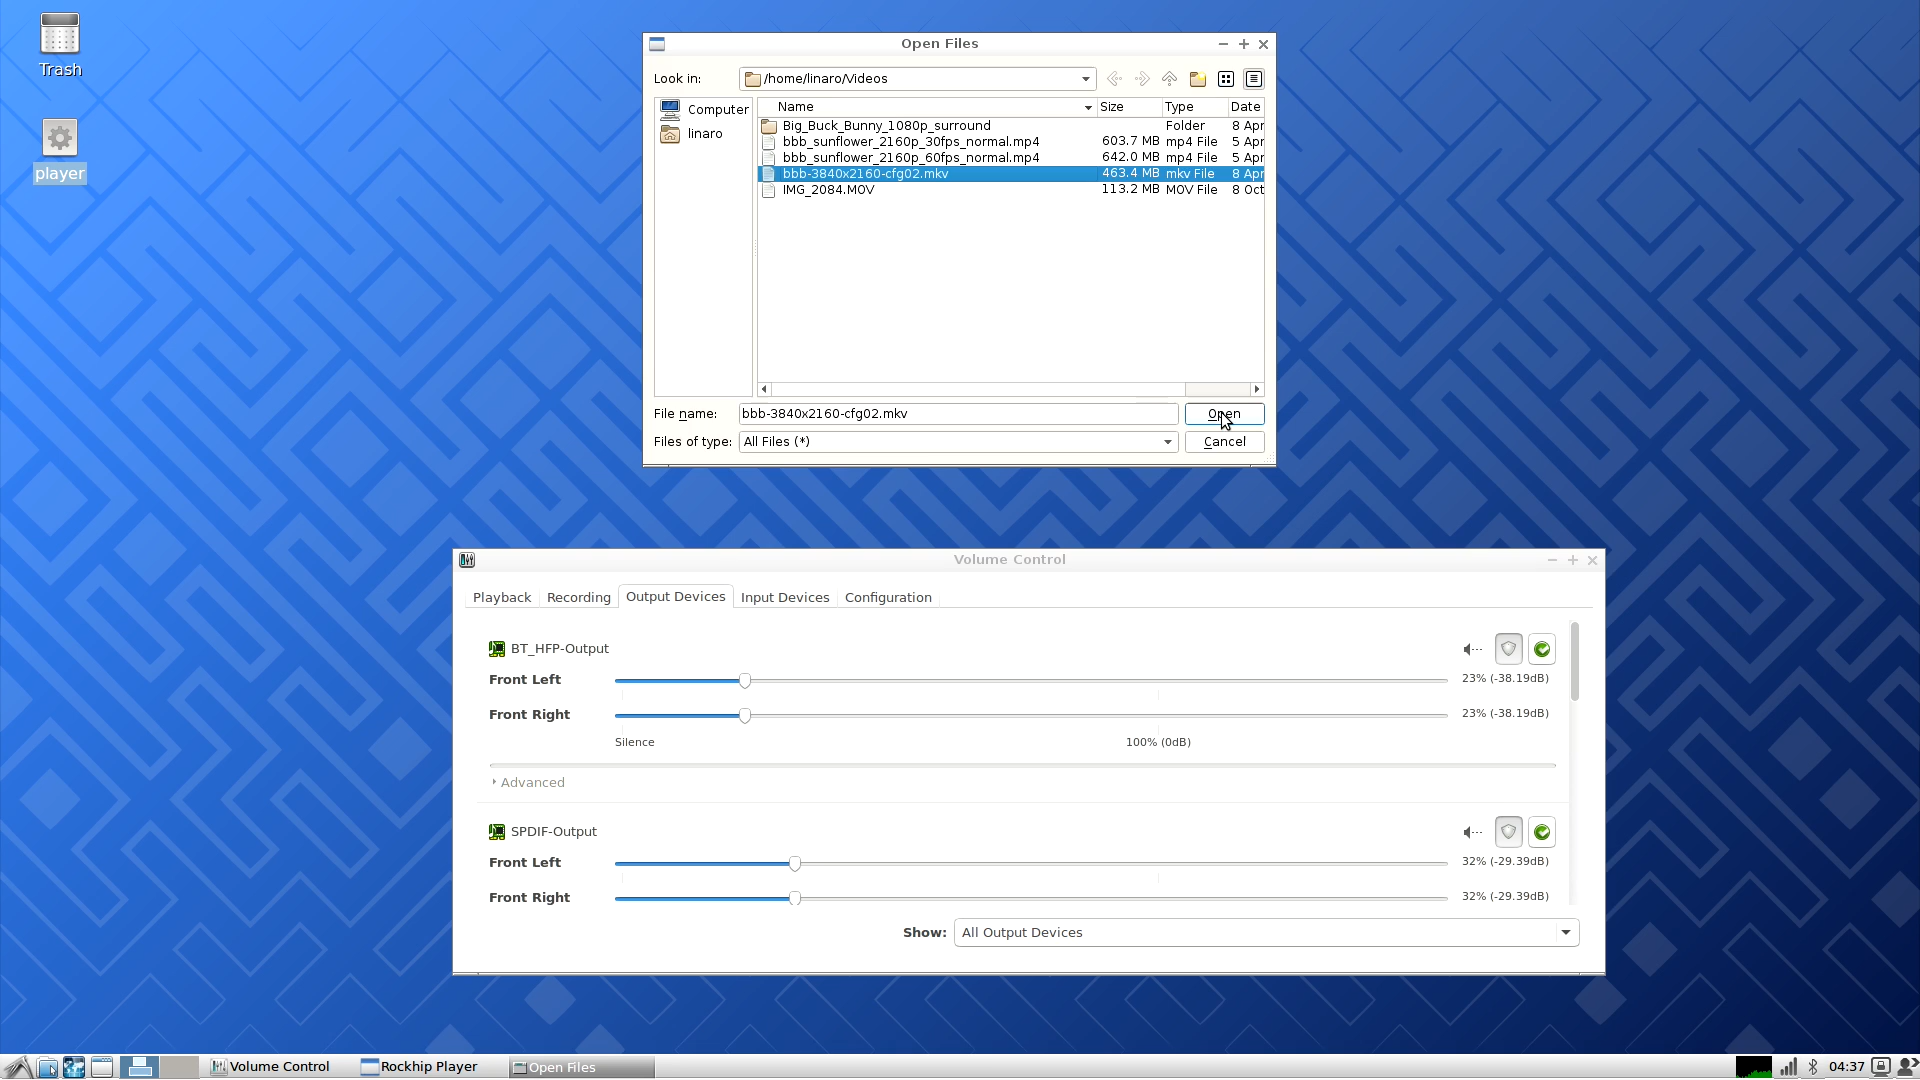 Trash
player
Open Files
Look in: /home/linaro/Videos
Computer
linaro
Name Size Type Date
Big_Buck_Bunny_1080p_surround Folder 8 Apr
bbb_sunflower_2160p_30fps_normal.mp4 603.7 MB mp4 File 5 Apr
bbb_sunflower_2160p_60fps_normal.mp4 642.0 MB mp4 File 5 Apr
bbb-3840x2160-cfg02.mkv 463.4 MB mkv File 8 Apr
IMG_2084.MOV 113.2 MB MOV File 8 Oct
File name: bbb-3840x2160-cfg02.mkv Open
Files of type: All Files (*) Cancel
Volume Control
Playback Recording Output Devices Input Devices Configuration
BT_HFP-Output
Front Left 23% (-38.19dB)
Front Right 23% (-38.19dB)
Silence 100% (0dB)
Advanced
SPDIF-Output
Front Left 32% (-29.39dB)
Front Right 32% (-29.39dB)
Show: All Output Devices
Volume Control Rockhip Player Open Files 04:37